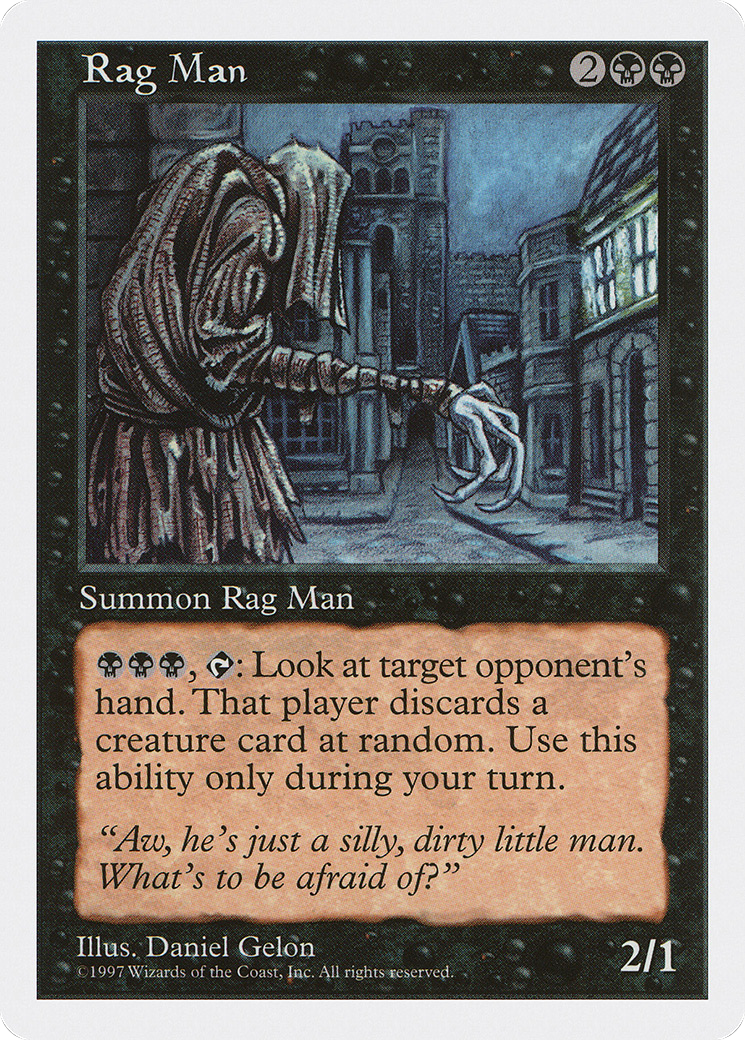 Rag Man 2
Summon Rag Man
: Look at target opponent's
hand. That player discards a
creature card at random. Use this
ability only during your turn.
"Aw, he's just a silly, dirty little man.
What's to be afraid of?"
Illus. Daniel Gelon
©1997 Wizards of the Coast, Inc. All rights reserved.
2/1